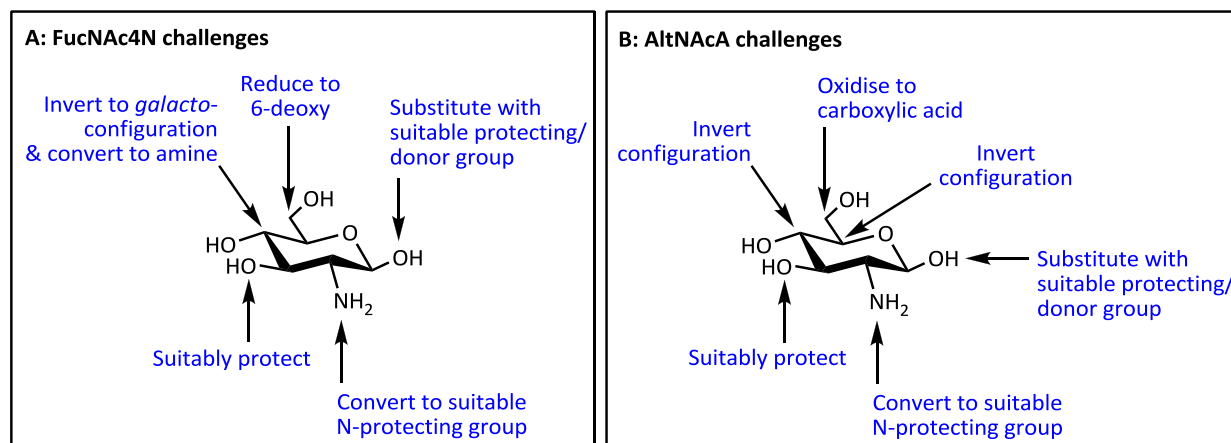 A: FucNAc4N challenges
Reduce to
6-deoxy
Invert to galacto-
configuration
& convert to amine
Substitute with
suitable protecting/
donor group
OH
O
HO
HO
OH
NH2
Suitably protect
Convert to suitable
N-protecting group
B: AltNAcA challenges
Oxidise to
carboxylic acid
Invert
configuration
Invert
configuration
OH
O
HO
HO
OH
NH2
Substitute with
suitable protecting/
donor group
Suitably protect
Convert to suitable
N-protecting group